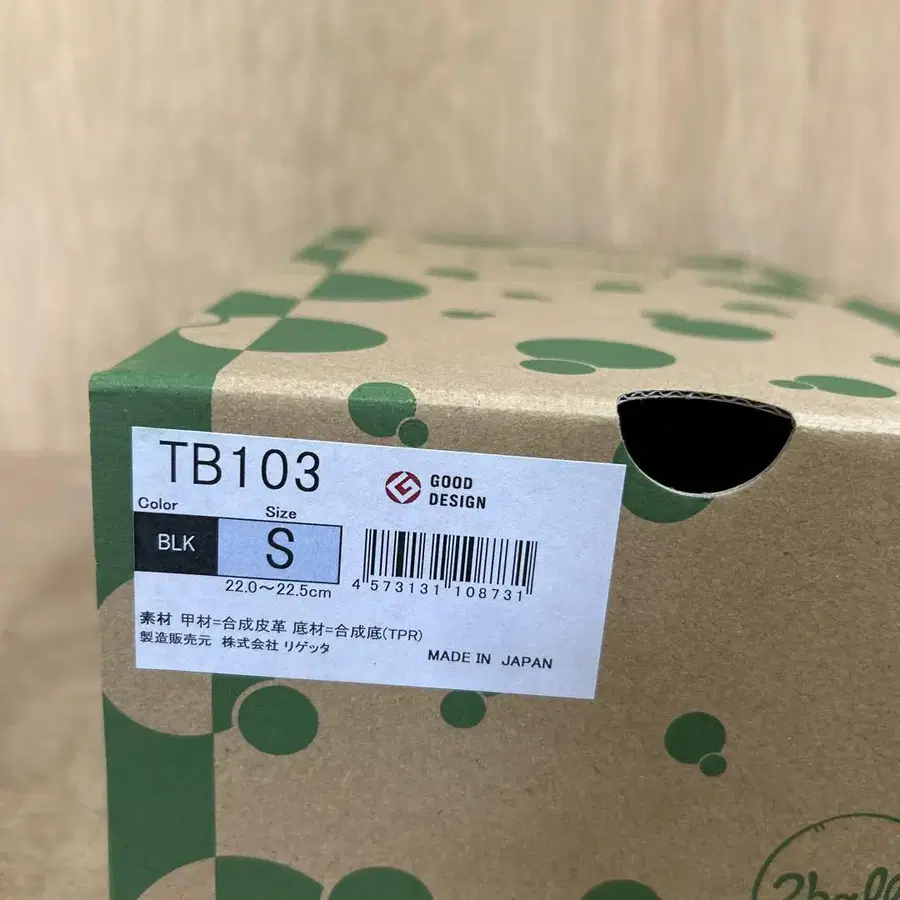 TB103
GOOD
DESIGN
Color
Size
BLK
S
22.0～22.5cm
4 573131 108731
素材 甲材=合成皮革 底材=合成底(TPR)
製造販売元 株式会社 リゲッタ
MADE IN JAPAN